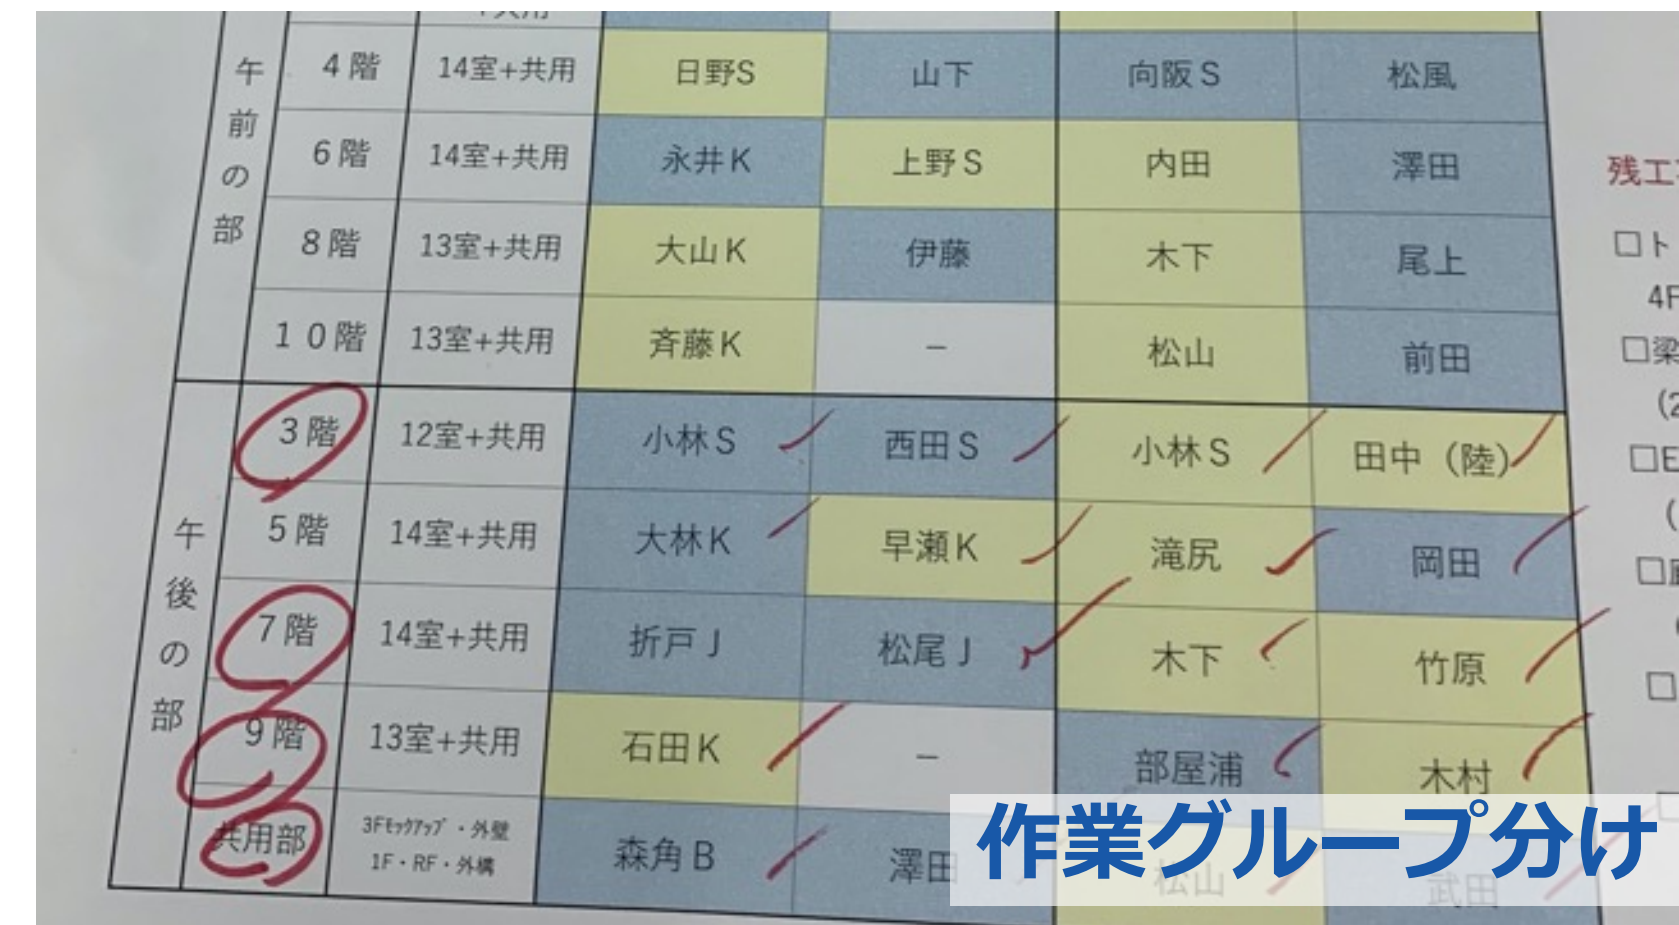 午前の部
4階 14室+共用 日野S 山下 向阪S 松風
6階 14室+共用 永井K 上野S 内田 澤田
8階 13室+共用 大山K 伊藤 木下 尾上
10階 13室+共用 斉藤K － 松山 前田
午後の部
3階 12室+共用 小林S 西田S 小林S 田中（陸）
5階 14室+共用 大林K 早瀬K 滝尻 岡田
7階 14室+共用 折戸J 松尾J 木下 竹原
9階 13室+共用 石田K － 部屋浦 木村
共用部 3Fモックアップ・外壁 森角B 澤田 松山 武田
1F・RF・外構
残工
□ト
4F
□梁
(2
□E
(
作業グループ分け